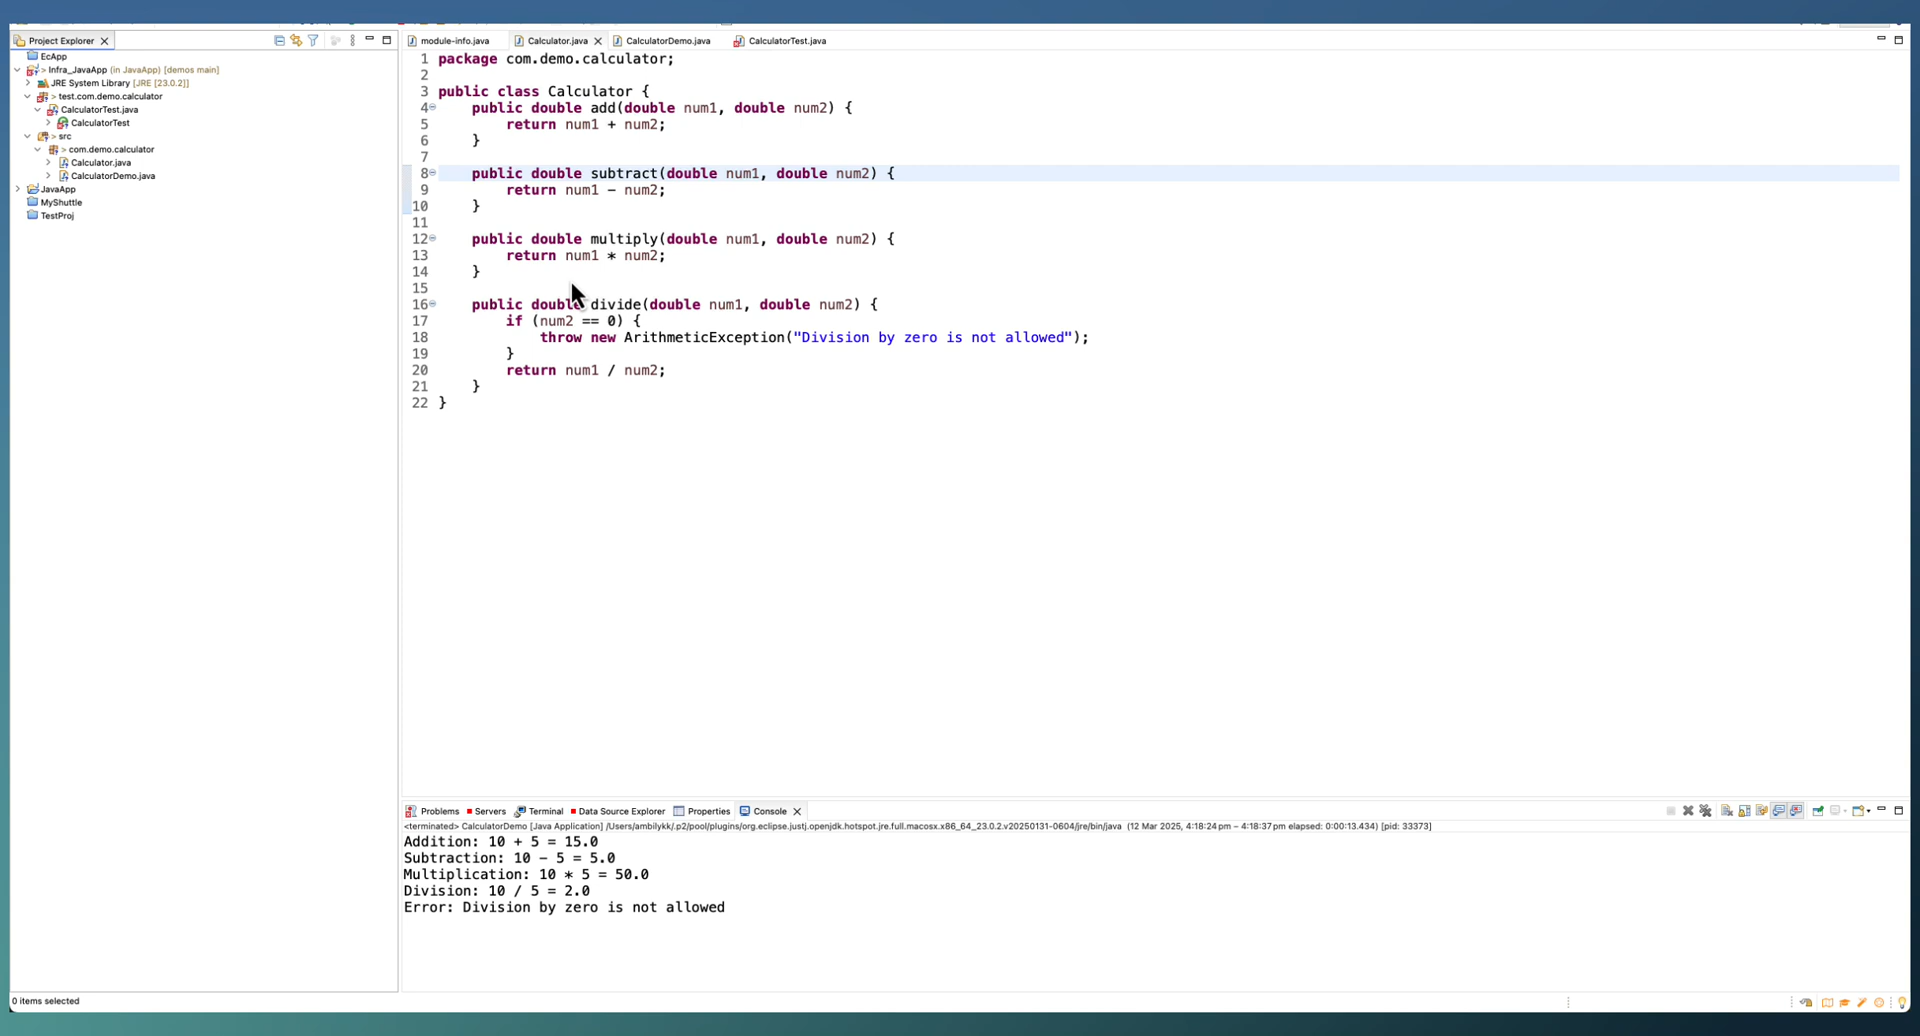 Project Explorer
EcApp
> Infra_JavaApp (in JavaApp) [demos main]
JRE System Library [JRE [23.0.2]]
> test.com.demo.calculator
CalculatorTest.java
CalculatorTest
> src
> com.demo.calculator
Calculator.java
CalculatorDemo.java
JavaApp
MyShuttle
TestProj
module-info.java
Calculator.java
CalculatorDemo.java
CalculatorTest.java
1 package com.demo.calculator;
2
3 public class Calculator {
4 public double add(double num1, double num2) {
5 return num1 + num2;
6 }
7
8 public double subtract(double num1, double num2) {
9 return num1 - num2;
10 }
11
12 public double multiply(double num1, double num2) {
13 return num1 * num2;
14 }
15
16 public double divide(double num1, double num2) {
17 if (num2 == 0) {
18 throw new ArithmeticException("Division by zero is not allowed");
19 }
20 return num1 / num2;
21 }
22 }
Problems
Servers
Terminal
Data Source Explorer
Properties
Console
<terminated> CalculatorDemo [Java Application] /Users/ambilykk/.p2/pool/plugins/org.eclipse.justj.openjdk.hotspot.jre.full.macosx.x86_64_23.0.2.v20250131-0604/jre/bin/java (12 Mar 2025, 4:18:24 pm – 4:18:37 pm elapsed: 0:00:13.434) [pid: 33373]
Addition: 10 + 5 = 15.0
Subtraction: 10 - 5 = 5.0
Multiplication: 10 * 5 = 50.0
Division: 10 / 5 = 2.0
Error: Division by zero is not allowed
0 items selected